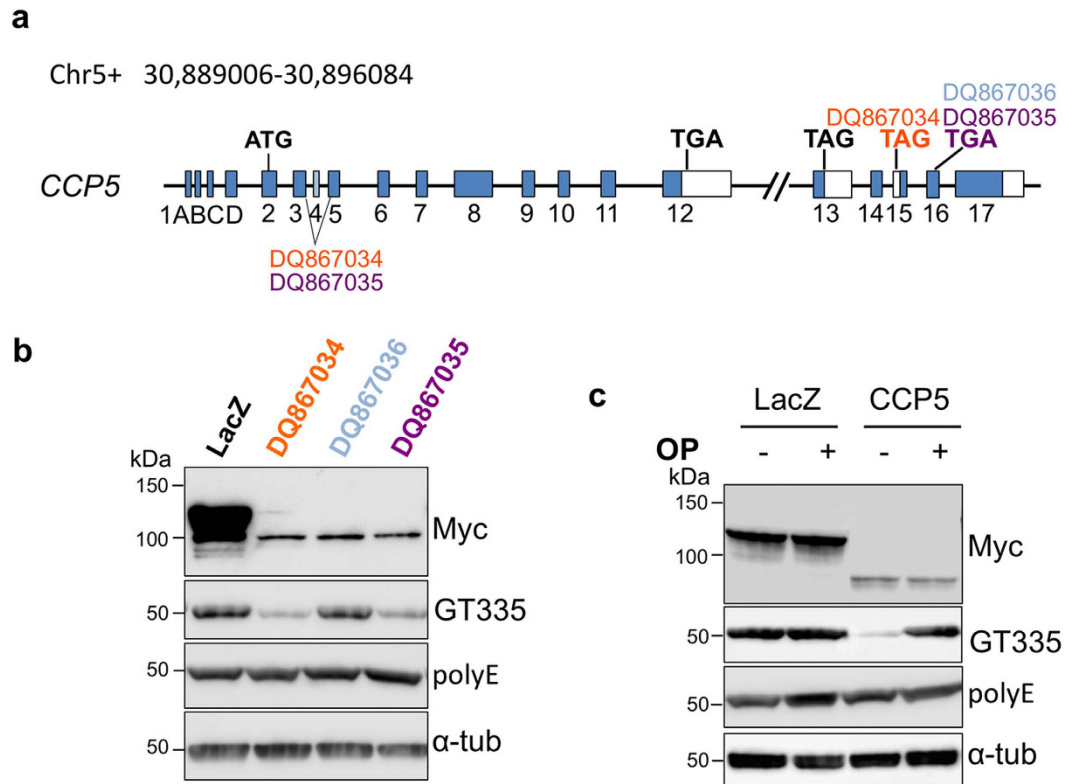 a
Chr5+ 30,889006-30,896084
DQ867036
DQ867034 DQ867035
ATG TGA TAG TAG TGA
CCP5
1ABCD 2 3 4 5 6 7 8 9 10 11 12 13 14 15 16 17
DQ867034
DQ867035
b
LacZ DQ867034 DQ867036 DQ867035
kDa
150
100
Myc
50
GT335
50
polyE
50
α-tub
c
LacZ CCP5
OP - + - +
kDa
150
100
Myc
50
GT335
50
polyE
50
α-tub